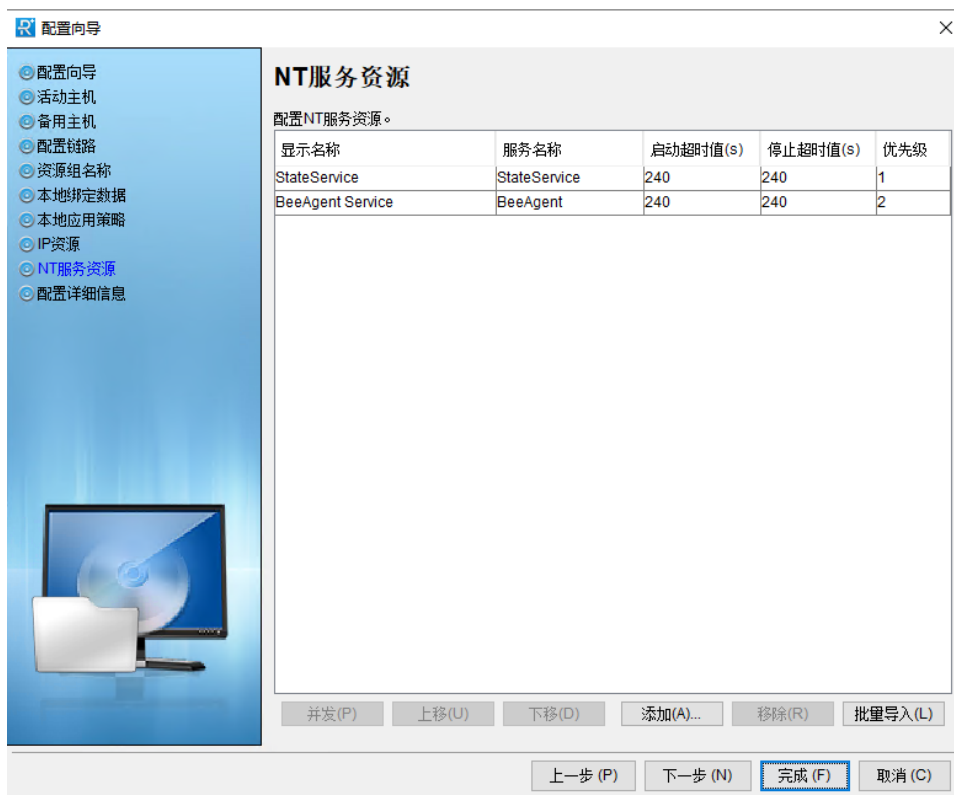 配置向导
配置向导
活动主机
备用主机
配置链路
资源组名称
本地绑定数据
本地应用策略
IP资源
NT服务资源
配置详细信息
NT服务资源
配置NT服务资源。
显示名称 服务名称 启动超时值(s) 停止超时值(s) 优先级
StateService StateService 240 240 1
BeeAgent Service BeeAgent 240 240 2
并发(P) 上移(U) 下移(D) 添加(A)... 移除(R) 批量导入(L)
上一步 (P) 下一步 (N) 完成 (F) 取消 (C)